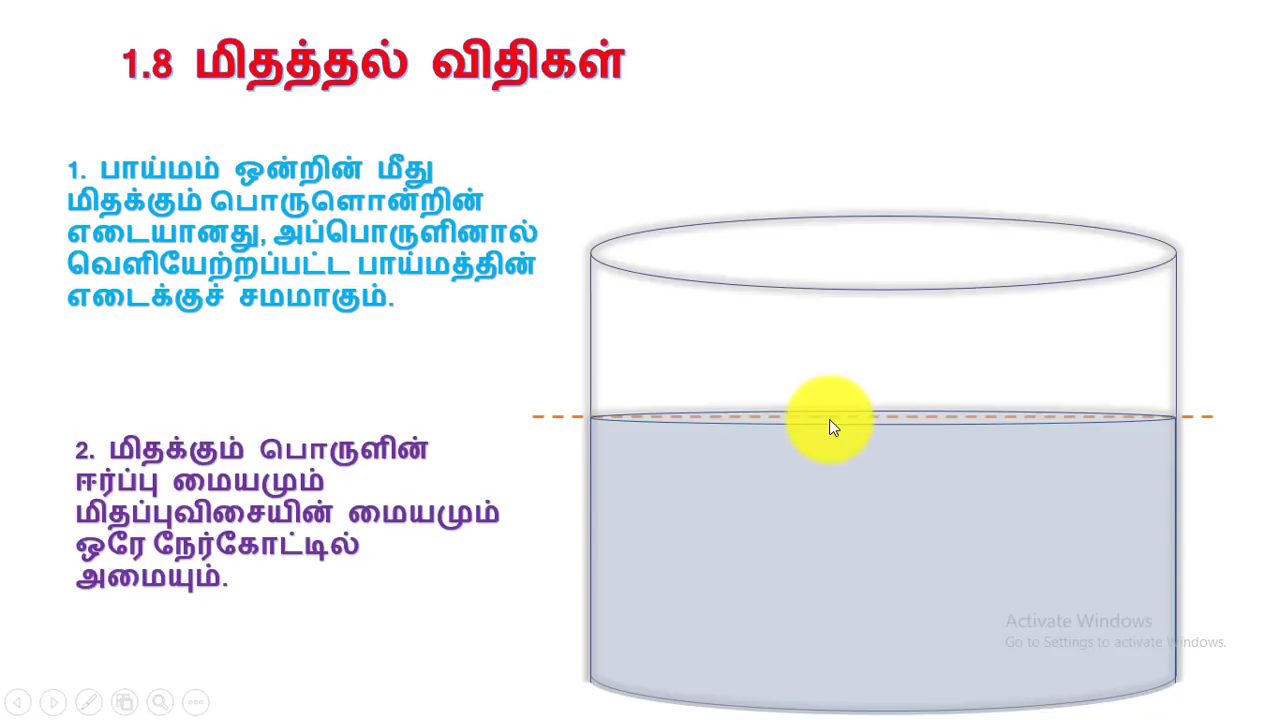 1.8 மிதத்தல் விதிகள்
1. பாய்மம் ஒன்றின் மீது
மிதக்கும் பொருளொன்றின்
எடையானது, அப்பொருளினால்
வெளியேற்றப்பட்ட பாய்மத்தின்
எடைக்குச் சமமாகும்.
2. மிதக்கும் பொருளின்
ஈர்ப்பு மையமும்
மிதப்புவிசையின் மையமும்
ஒரே நேர்கோட்டில்
அமையும்.
Activate Windows
Go to Settings to activate Windows.